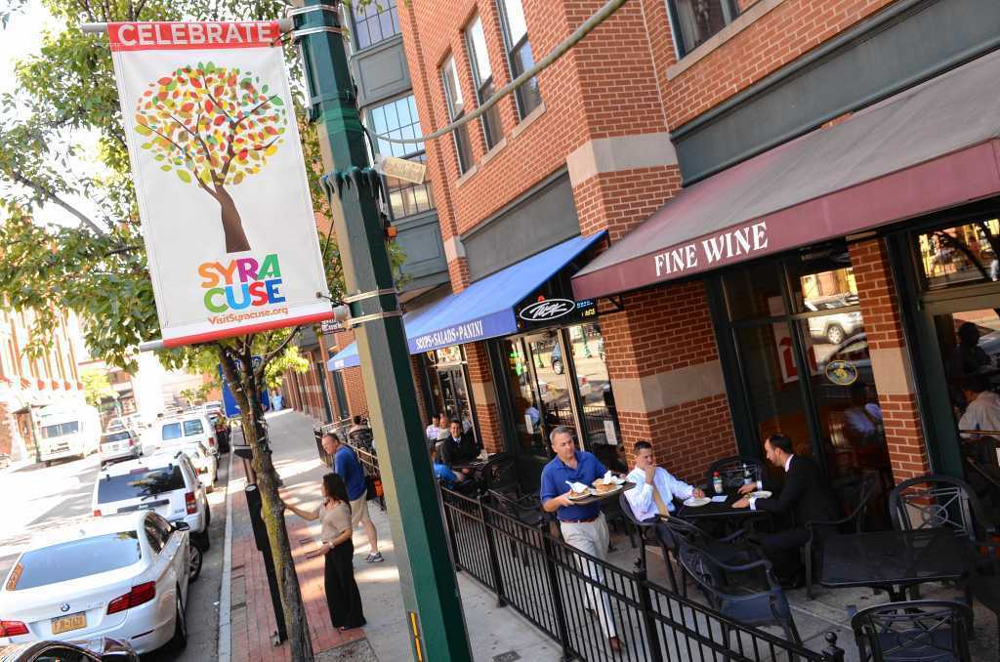 CELEBRATE
SYRA
CUSE
VisitSyracuse.org
SOUPS•SALADS•PANINI
FINE WINE